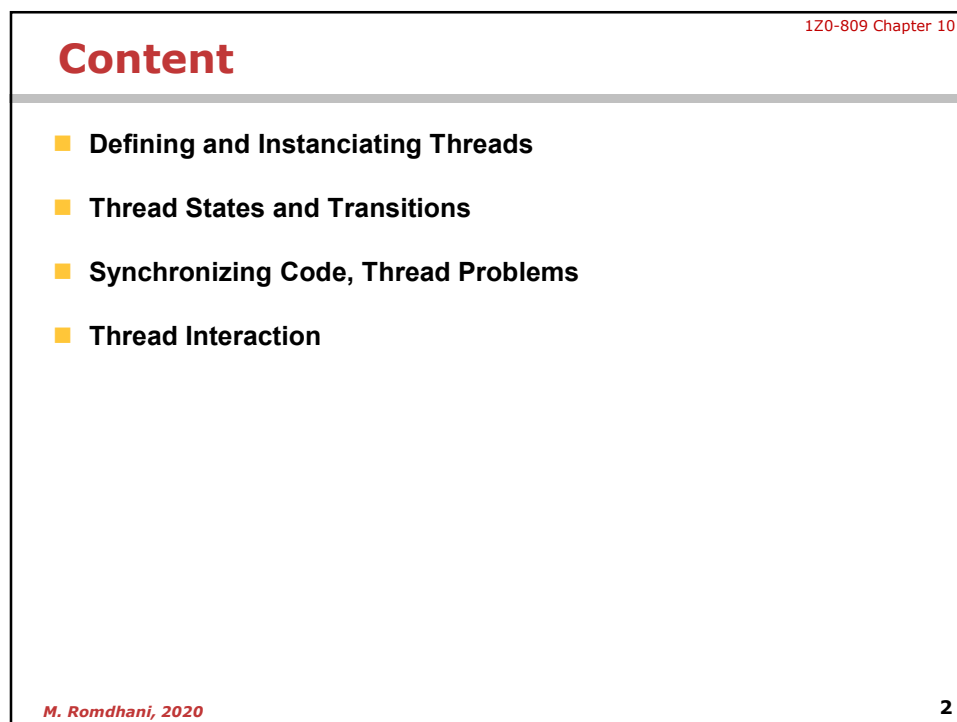 1Z0-809 Chapter 10
Content
Defining and Instanciating Threads
Thread States and Transitions
Synchronizing Code, Thread Problems
Thread Interaction
M. Romdhani, 2020
2